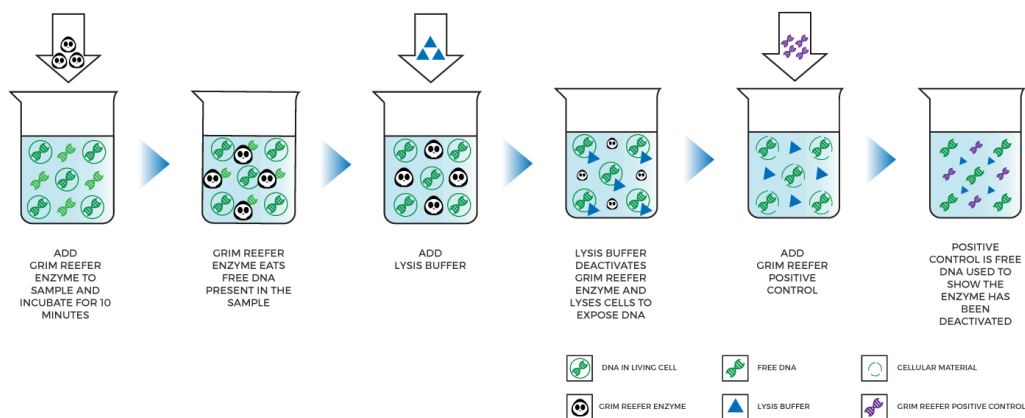 ADD
GRIM REEFER
ENZYME TO
SAMPLE AND
INCUBATE FOR 10
MINUTES
GRIM REEFER
ENZYME EATS
FREE DNA
PRESENT IN THE
SAMPLE
ADD
LYSIS BUFFER
LYSIS BUFFER
DEACTIVATES
GRIM REEFER
ENZYME AND
LYSES CELLS TO
EXPOSE DNA
ADD
GRIM REEFER
POSITIVE
CONTROL
POSITIVE
CONTROL IS FREE
DNA USED TO
SHOW THE
ENZYME HAS
BEEN
DEACTIVATED
DNA IN LIVING CELL
FREE DNA
CELLULAR MATERIAL
GRIM REEFER ENZYME
LYSIS BUFFER
GRIM REEFER POSITIVE CONTROL